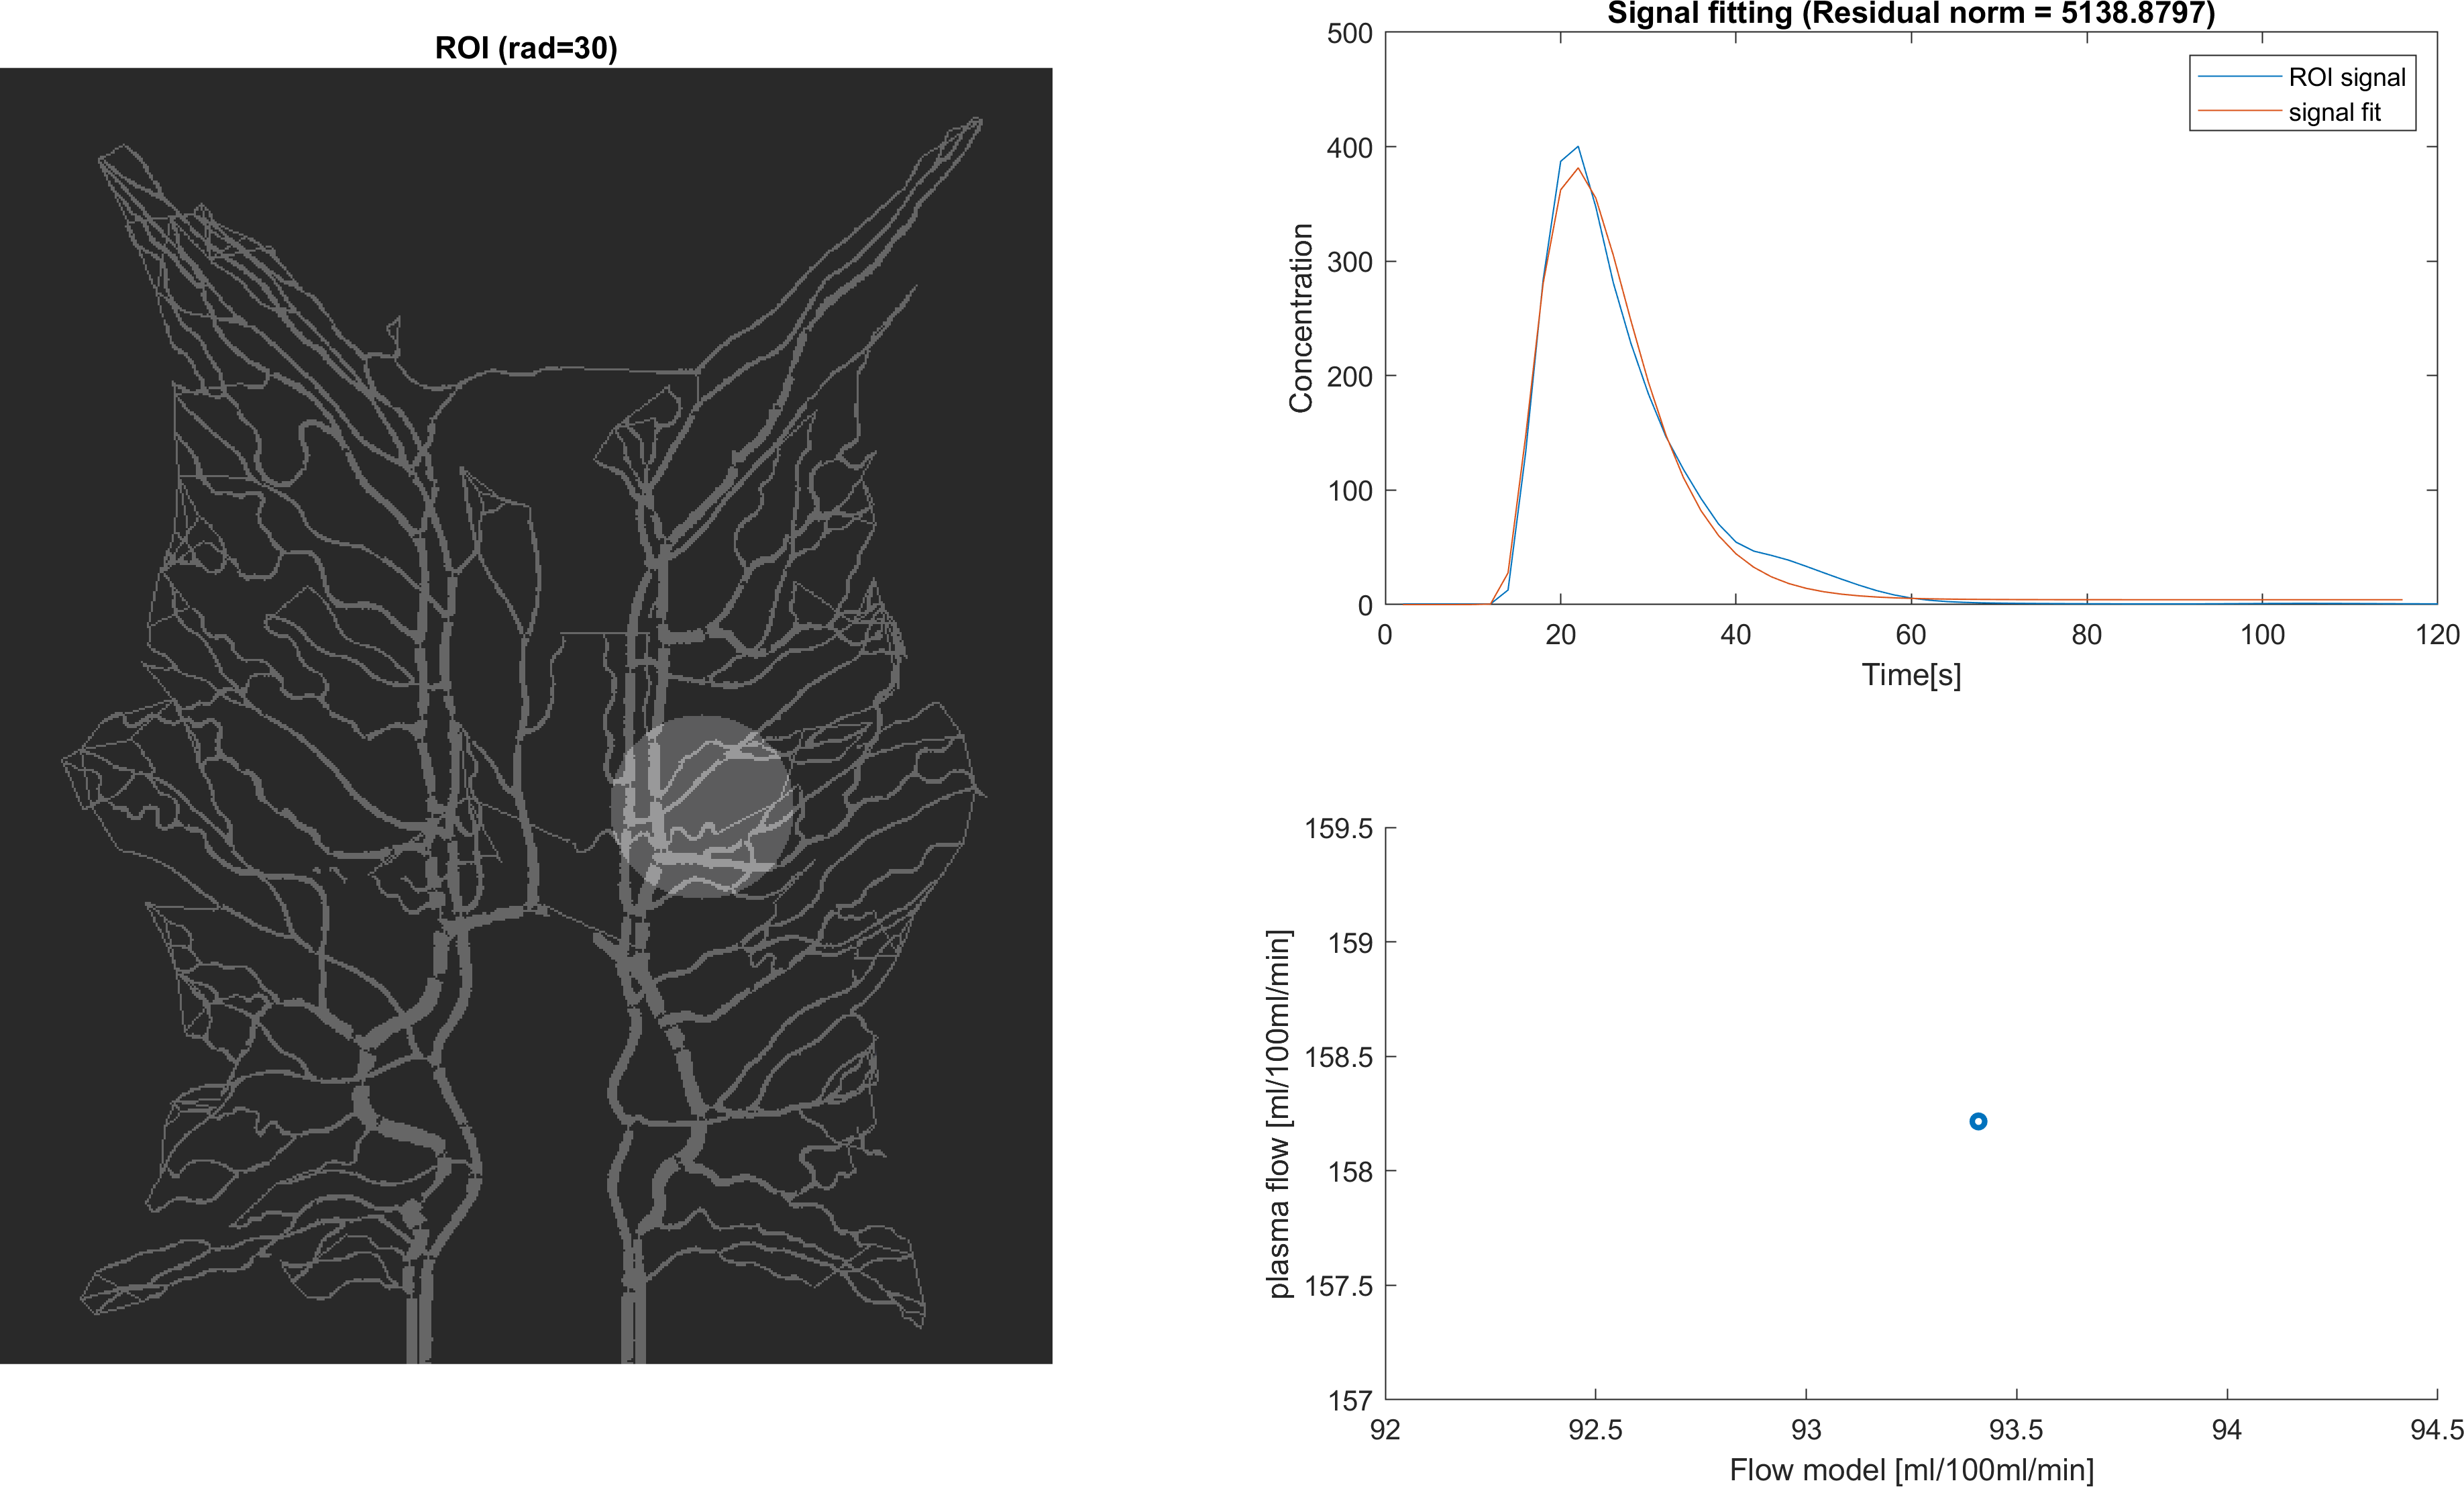 ROI (rad=30)
Signal fitting (Residual norm = 5138.8797)
500
400
300
200
100
0
Concentration
ROI signal
signal fit
0 20 40 60 80 100 120
Time[s]
159.5
159
158.5
158
157.5
157
plasma flow [ml/100ml/min]
92 92.5 93 93.5 94 94.5
Flow model [ml/100ml/min]